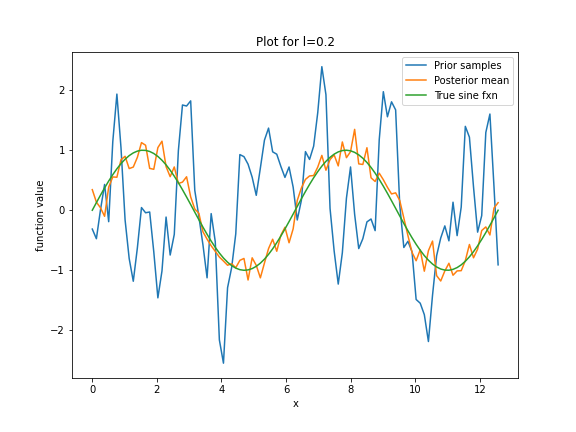 Plot for l=0.2
Prior samples
Posterior mean
True sine fxn
function value
2
1
0
−1
−2
0
2
4
6
8
10
12
x